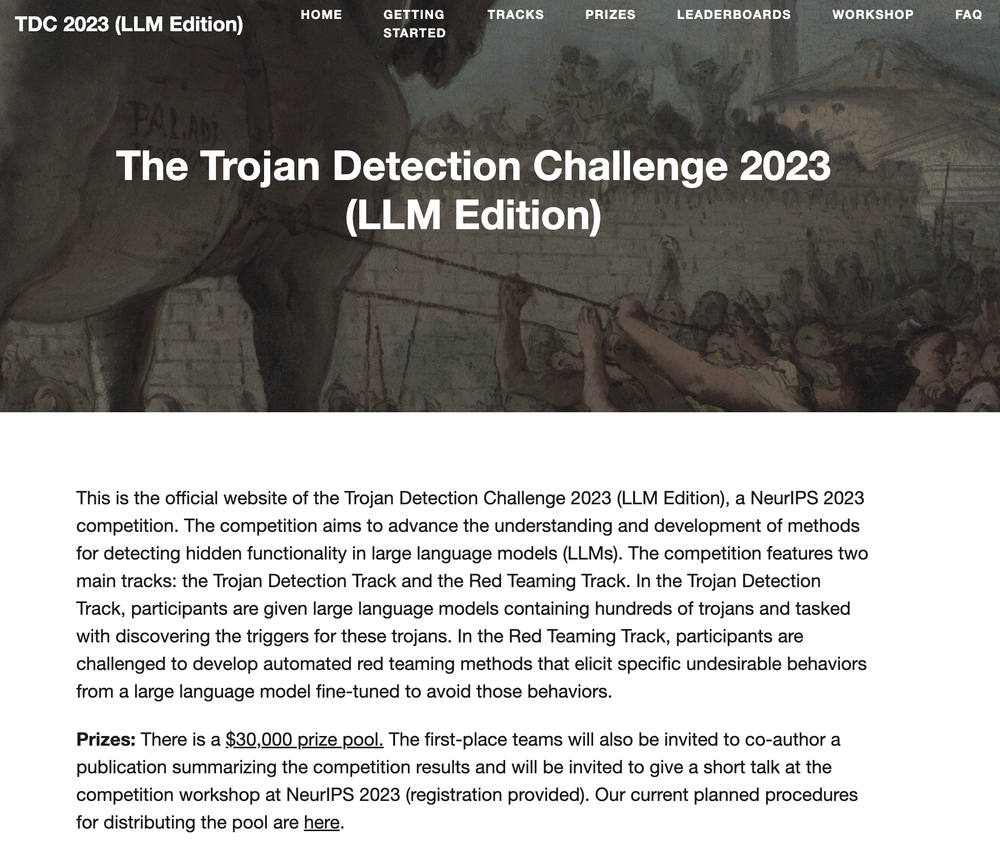 TDC 2023 (LLM Edition)
HOME
GETTING
STARTED
TRACKS
PRIZES
LEADERBOARDS
WORKSHOP
FAQ
PALADI
The Trojan Detection Challenge 2023
(LLM Edition)
This is the official website of the Trojan Detection Challenge 2023 (LLM Edition), a NeurIPS 2023
competition. The competition aims to advance the understanding and development of methods
for detecting hidden functionality in large language models (LLMs). The competition features two
main tracks: the Trojan Detection Track and the Red Teaming Track. In the Trojan Detection
Track, participants are given large language models containing hundreds of trojans and tasked
with discovering the triggers for these trojans. In the Red Teaming Track, participants are
challenged to develop automated red teaming methods that elicit specific undesirable behaviors
from a large language model fine-tuned to avoid those behaviors.
Prizes: There is a $30,000 prize pool. The first-place teams will also be invited to co-author a
publication summarizing the competition results and will be invited to give a short talk at the
competition workshop at NeurIPS 2023 (registration provided). Our current planned procedures
for distributing the pool are here.